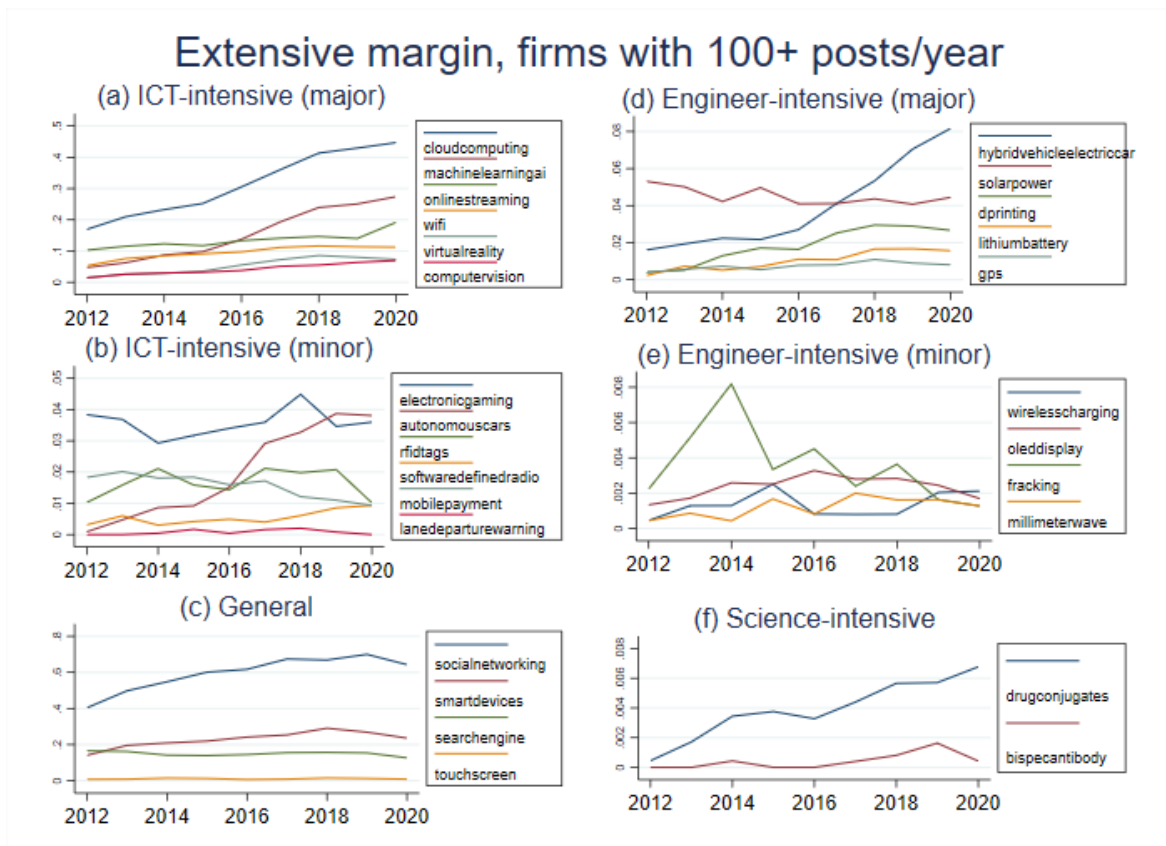 Extensive margin, firms with 100+ posts/year
(a) ICT-intensive (major)
0 .1 .2 .3 .4 .5
2012 2014 2016 2018 2020
cloudcomputing
machinelearningai
onlinestreaming
wifi
virtualreality
computervision
(b) ICT-intensive (minor)
0 .01 .02 .03 .04 .05
2012 2014 2016 2018 2020
electronicgaming
autonomouscars
rfidtags
softwaredefinedradio
mobilepayment
lanedeparturewarning
(c) General
0 .2 .4 .6 .8
2012 2014 2016 2018 2020
socialnetworking
smartdevices
searchengine
touchscreen
(d) Engineer-intensive (major)
0 .02 .04 .06 .08
2012 2014 2016 2018 2020
hybridvehicleelectriccar
solarpower
dprinting
lithiumbattery
gps
(e) Engineer-intensive (minor)
0 .002 .004 .006 .008
2012 2014 2016 2018 2020
wirelesscharging
oleddisplay
fracking
millimeterwave
(f) Science-intensive
0 .002 .004 .006 .008
2012 2014 2016 2018 2020
drugconjugates
bispecantibody